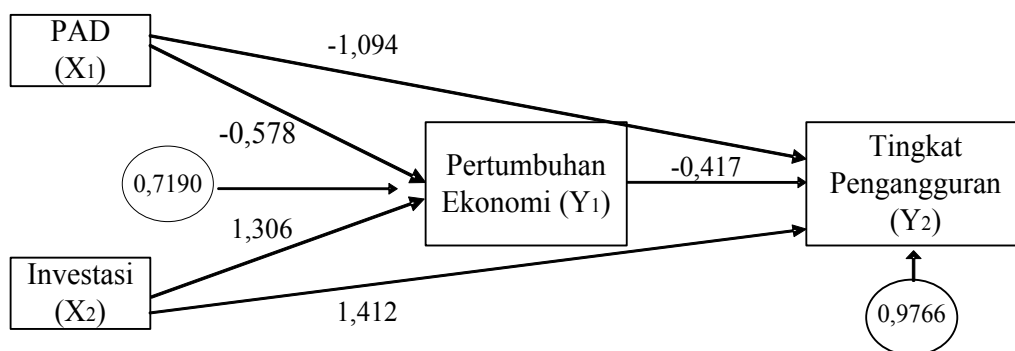 PAD
(X1)
-1,094
-0,578
0,7190
Pertumbuhan
Ekonomi (Y1)
-0,417
Tingkat
Pengangguran
(Y2)
1,306
Investasi
(X2)
1,412
0,9766